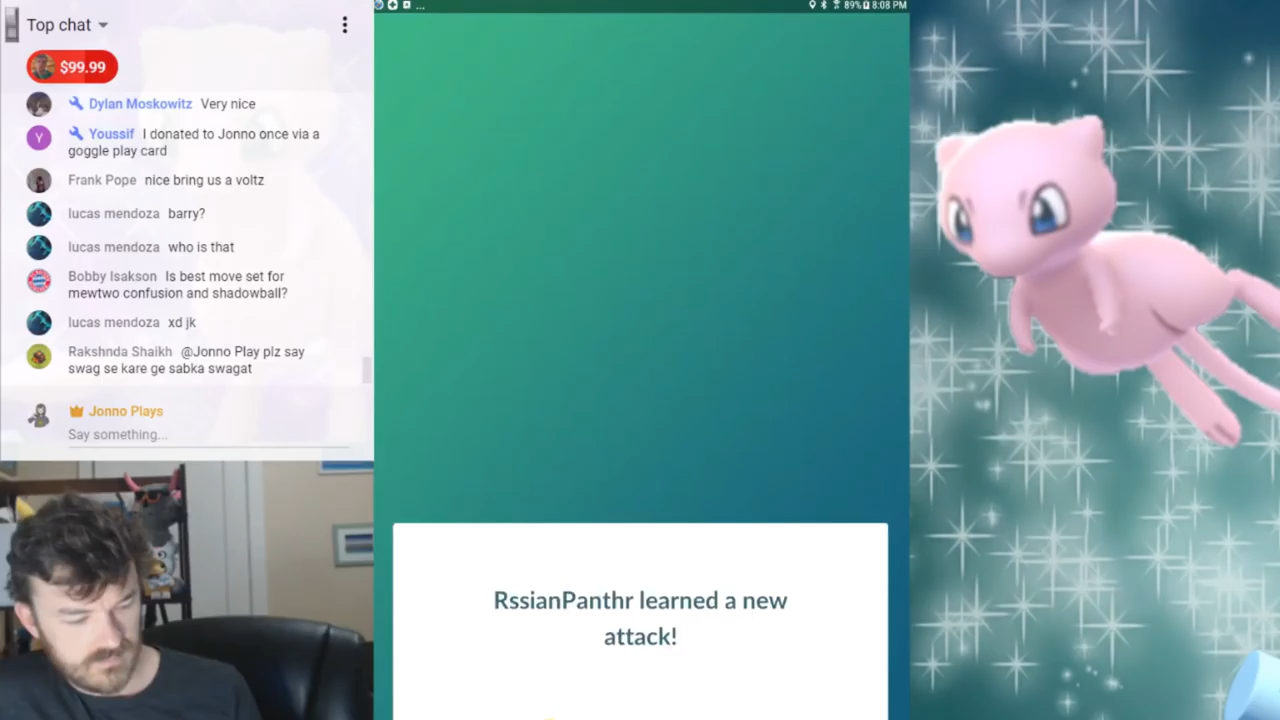 Top chat
$99.99
Dylan Moskowitz Very nice
Youssif I donated to Jonno once via a
goggle play card
Frank Pope nice bring us a voltz
lucas mendoza barry?
lucas mendoza who is that
Bobby Isakson Is best move set for
mewtwo confusion and shadowball?
lucas mendoza xd jk
Rakshnda Shaikh @Jonno Play plz say
swag se kare ge sabka swagat
Jonno Plays
Say something...
... 89% 8:08 PM
RssianPanthr learned a new
attack!
Y